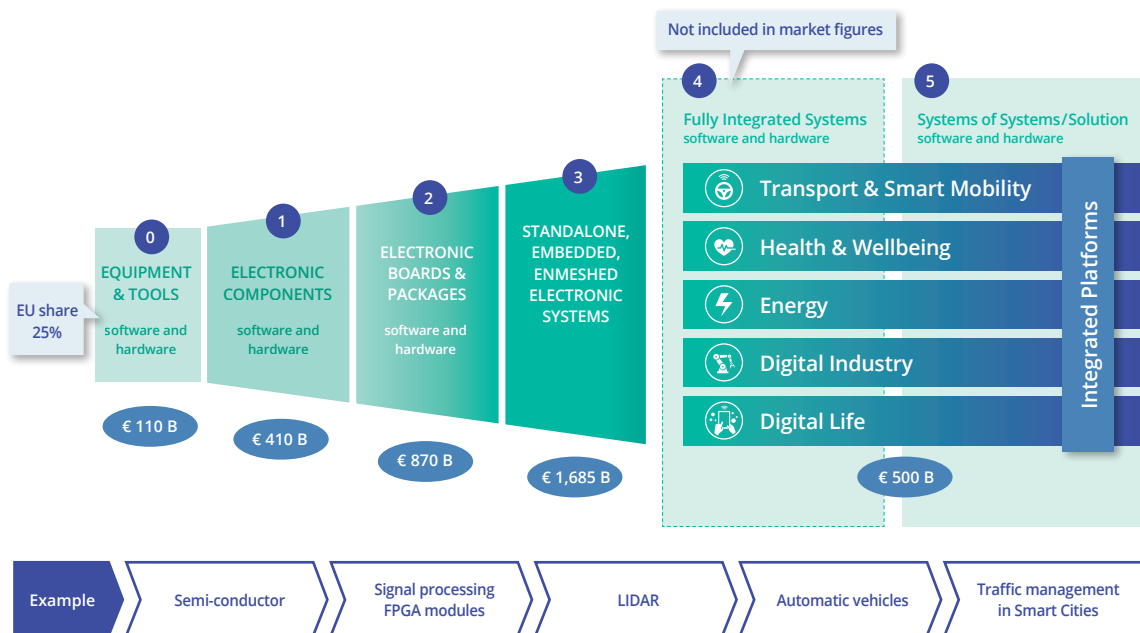 Not included in market figures
4
5
Fully Integrated Systems
software and hardware
Systems of Systems/Solution
software and hardware
0
EQUIPMENT
& TOOLS
software and
hardware
EU share
25%
1
ELECTRONIC
COMPONENTS
software and
hardware
2
ELECTRONIC
BOARDS &
PACKAGES
software and
hardware
3
STANDALONE,
EMBEDDED,
ENMESHED
ELECTRONIC
SYSTEMS
Transport & Smart Mobility
Health & Wellbeing
Energy
Digital Industry
Digital Life
Integrated Platforms
€ 110 B
€ 410 B
€ 870 B
€ 1,685 B
€ 500 B
Example
Semi-conductor
Signal processing
FPGA modules
LIDAR
Automatic vehicles
Traffic management
in Smart Cities